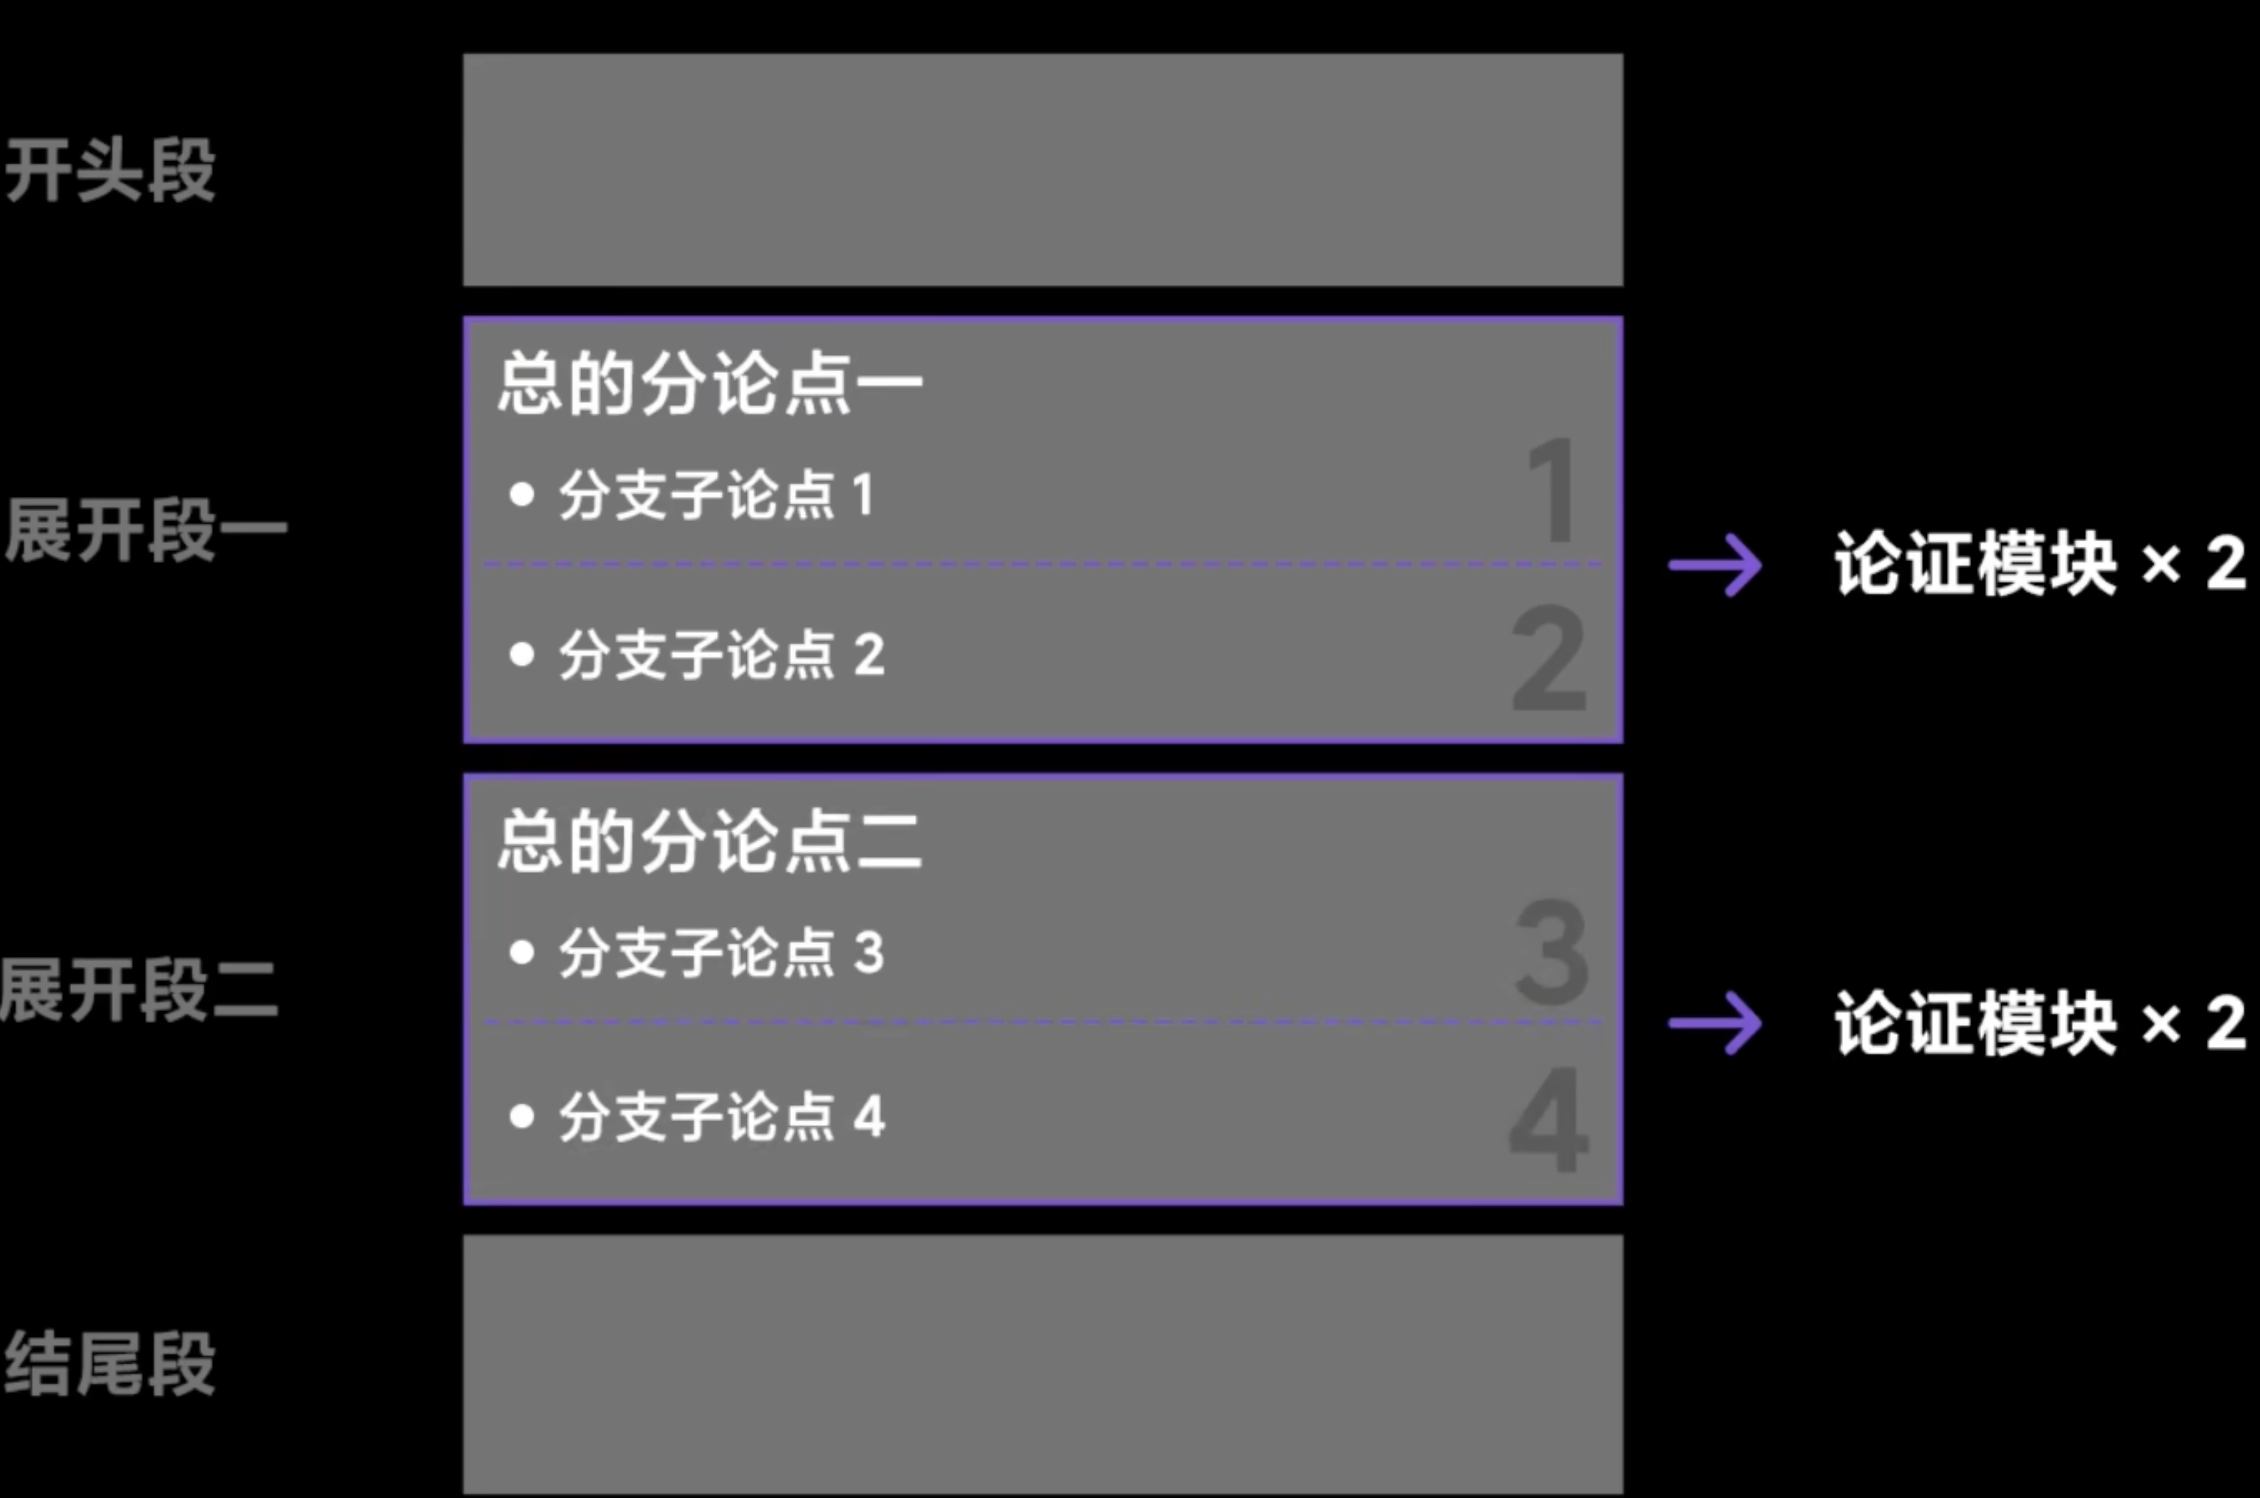 开头段
总的分论点一
分支子论点 1
1
展开段一
论证模块 × 2
分支子论点 2
2
总的分论点二
分支子论点 3
3
展开段二
论证模块 × 2
分支子论点 4
4
结尾段